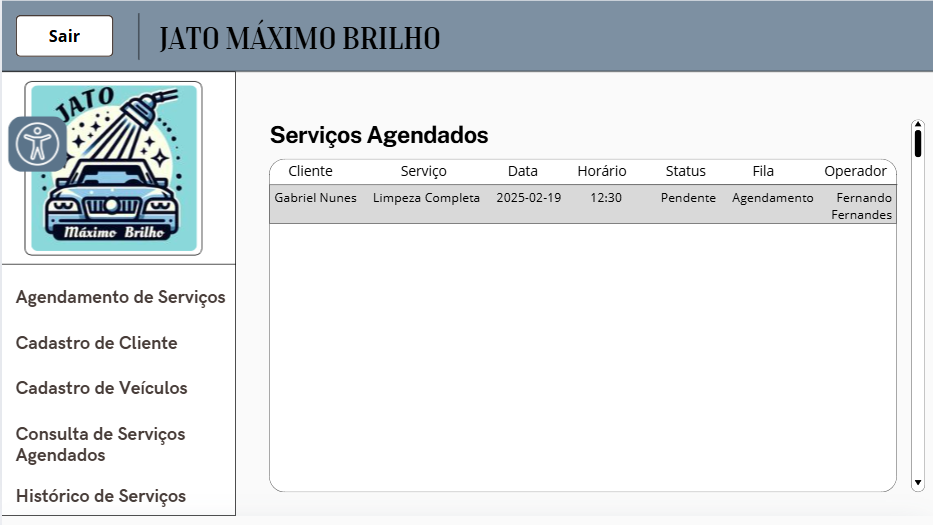 Sair
JATO MÁXIMO BRILHO
JATO
Máximo Brilho
Agendamento de Serviços
Cadastro de Cliente
Cadastro de Veículos
Consulta de Serviços
Agendados
Histórico de Serviços
Serviços Agendados
Cliente Serviço Data Horário Status Fila Operador
Gabriel Nunes Limpeza Completa 2025-02-19 12:30 Pendente Agendamento Fernando
Fernandes